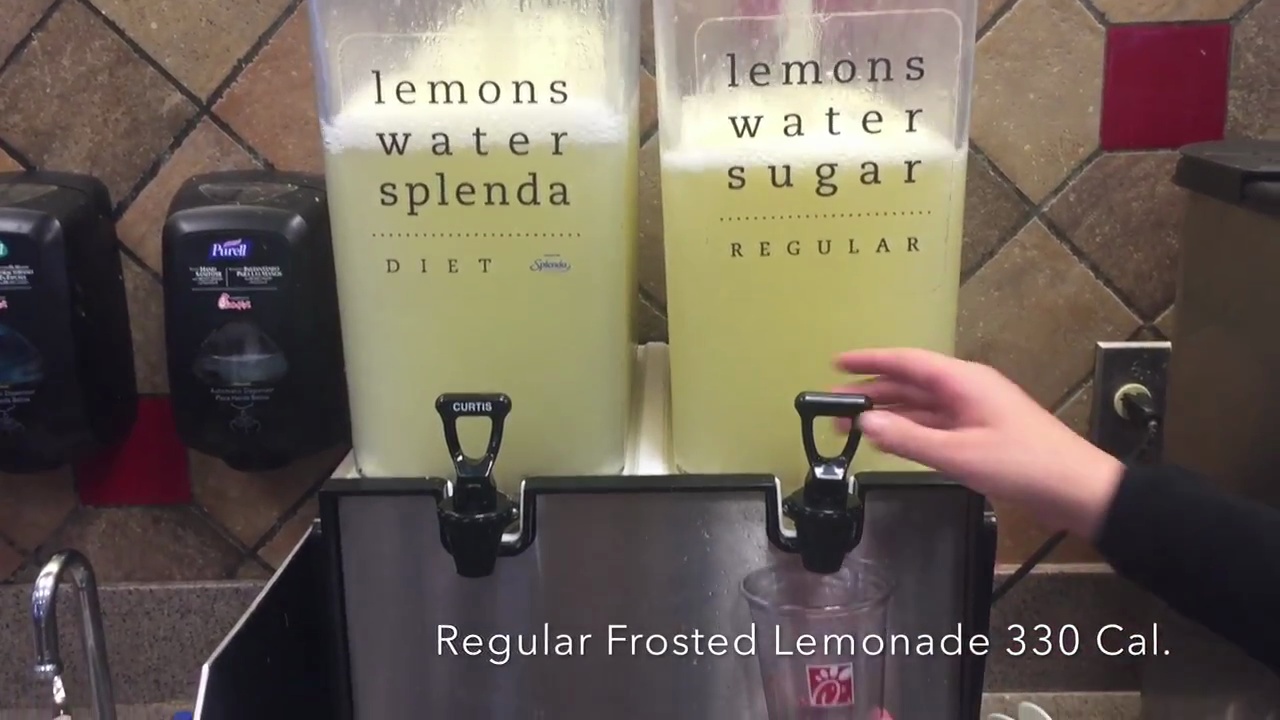 lemons
water
splenda
DIET
Splenda
lemons
water
sugar
REGULAR
Purell
CURTIS
Regular Frosted Lemonade 330 Cal.